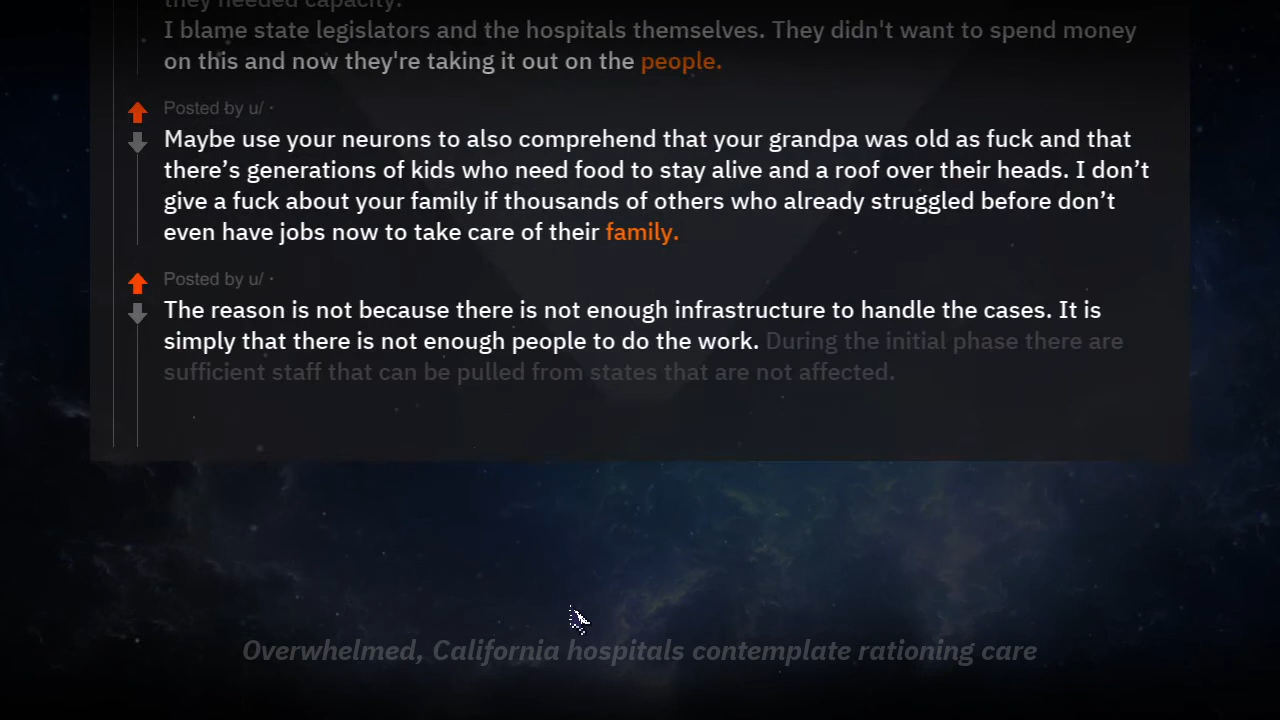 they needed capacity.
I blame state legislators and the hospitals themselves. They didn't want to spend money
on this and now they're taking it out on the people.
Posted by u/ ·
Maybe use your neurons to also comprehend that your grandpa was old as fuck and that
there’s generations of kids who need food to stay alive and a roof over their heads. I don’t
give a fuck about your family if thousands of others who already struggled before don’t
even have jobs now to take care of their family.
Posted by u/ ·
The reason is not because there is not enough infrastructure to handle the cases. It is
simply that there is not enough people to do the work. During the initial phase there are
sufficient staff that can be pulled from states that are not affected.
Overwhelmed, California hospitals contemplate rationing care